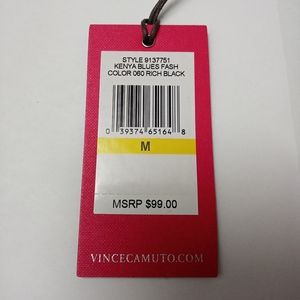 STYLE 9137751
KENYA BLUES FASH
COLOR 060 RICH BLACK
0 39374 65164 8
M
MSRP $99.00
VINCECAMUTO.COM